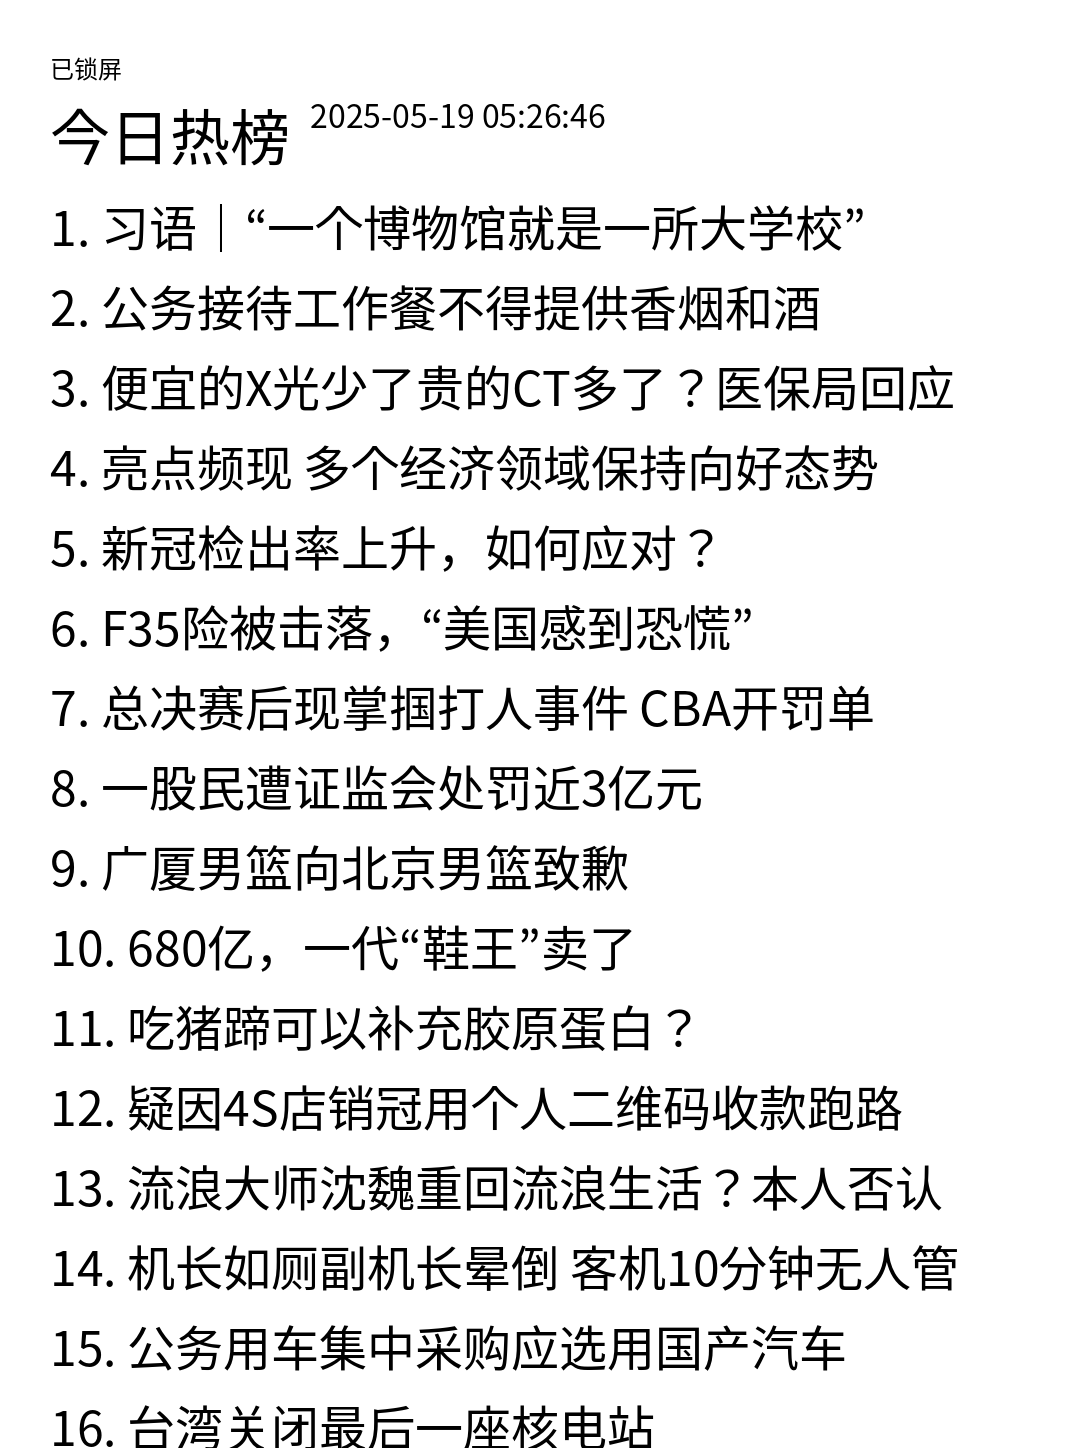 已锁屏
今日热榜 2025-05-19 05:26:46
1. 习语｜“一个博物馆就是一所大学校”
2. 公务接待工作餐不得提供香烟和酒
3. 便宜的X光少了贵的CT多了？医保局回应
4. 亮点频现 多个经济领域保持向好态势
5. 新冠检出率上升，如何应对？
6. F35险被击落，“美国感到恐慌”
7. 总决赛后现掌掴打人事件 CBA开罚单
8. 一股民遭证监会处罚近3亿元
9. 广厦男篮向北京男篮致歉
10. 680亿，一代“鞋王”卖了
11. 吃猪蹄可以补充胶原蛋白？
12. 疑因4S店销冠用个人二维码收款跑路
13. 流浪大师沈魏重回流浪生活？本人否认
14. 机长如厕副机长晕倒 客机10分钟无人管
15. 公务用车集中采购应选用国产汽车
16. 台湾关闭最后一座核电站